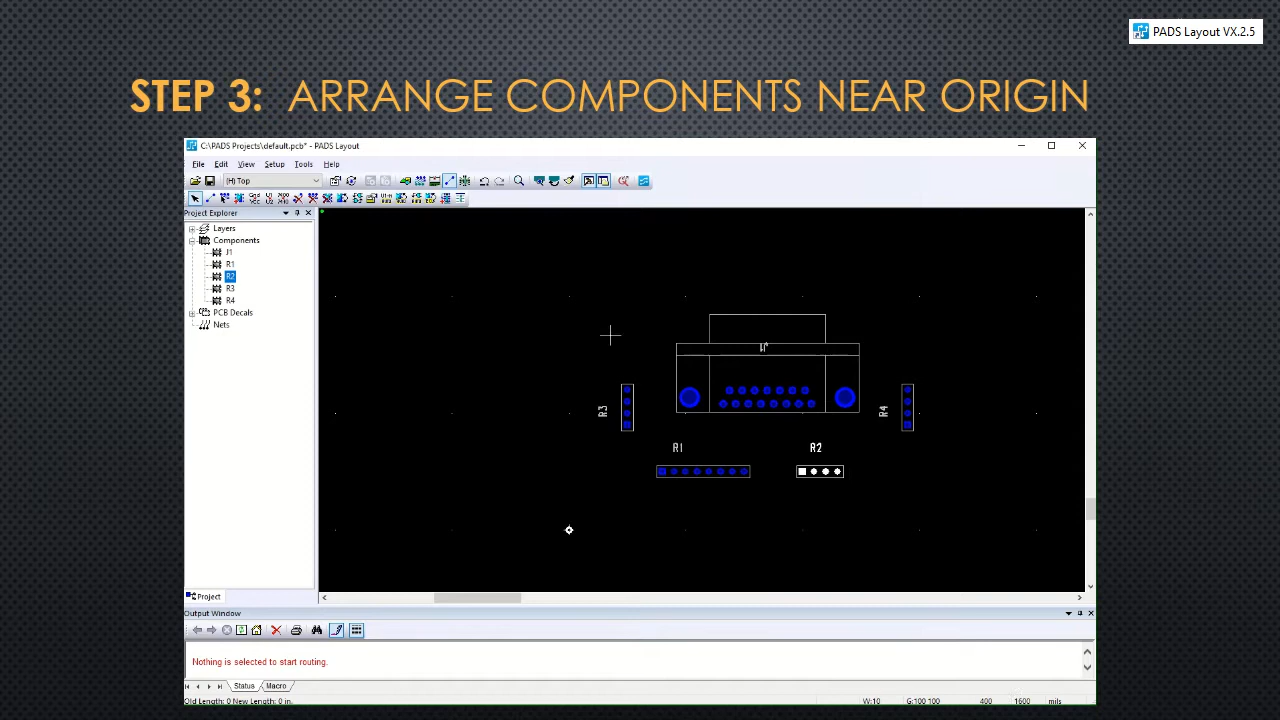 PADS Layout VX.2.5
STEP 3: ARRANGE COMPONENTS NEAR ORIGIN
C:\PADS Projects\default.pcb* - PADS Layout
File Edit View Setup Tools Help
(H) Top
Project Explorer
Layers
Components
J1
R1
R2
R3
R4
PCB Decals
Nets
J1
R3
R4
R1
R2
Project
Output Window
Nothing is selected to start routing.
Status Macro
Old Length: 0 New Length: 0 in.
W:10 G:100 100 400 1600 mils